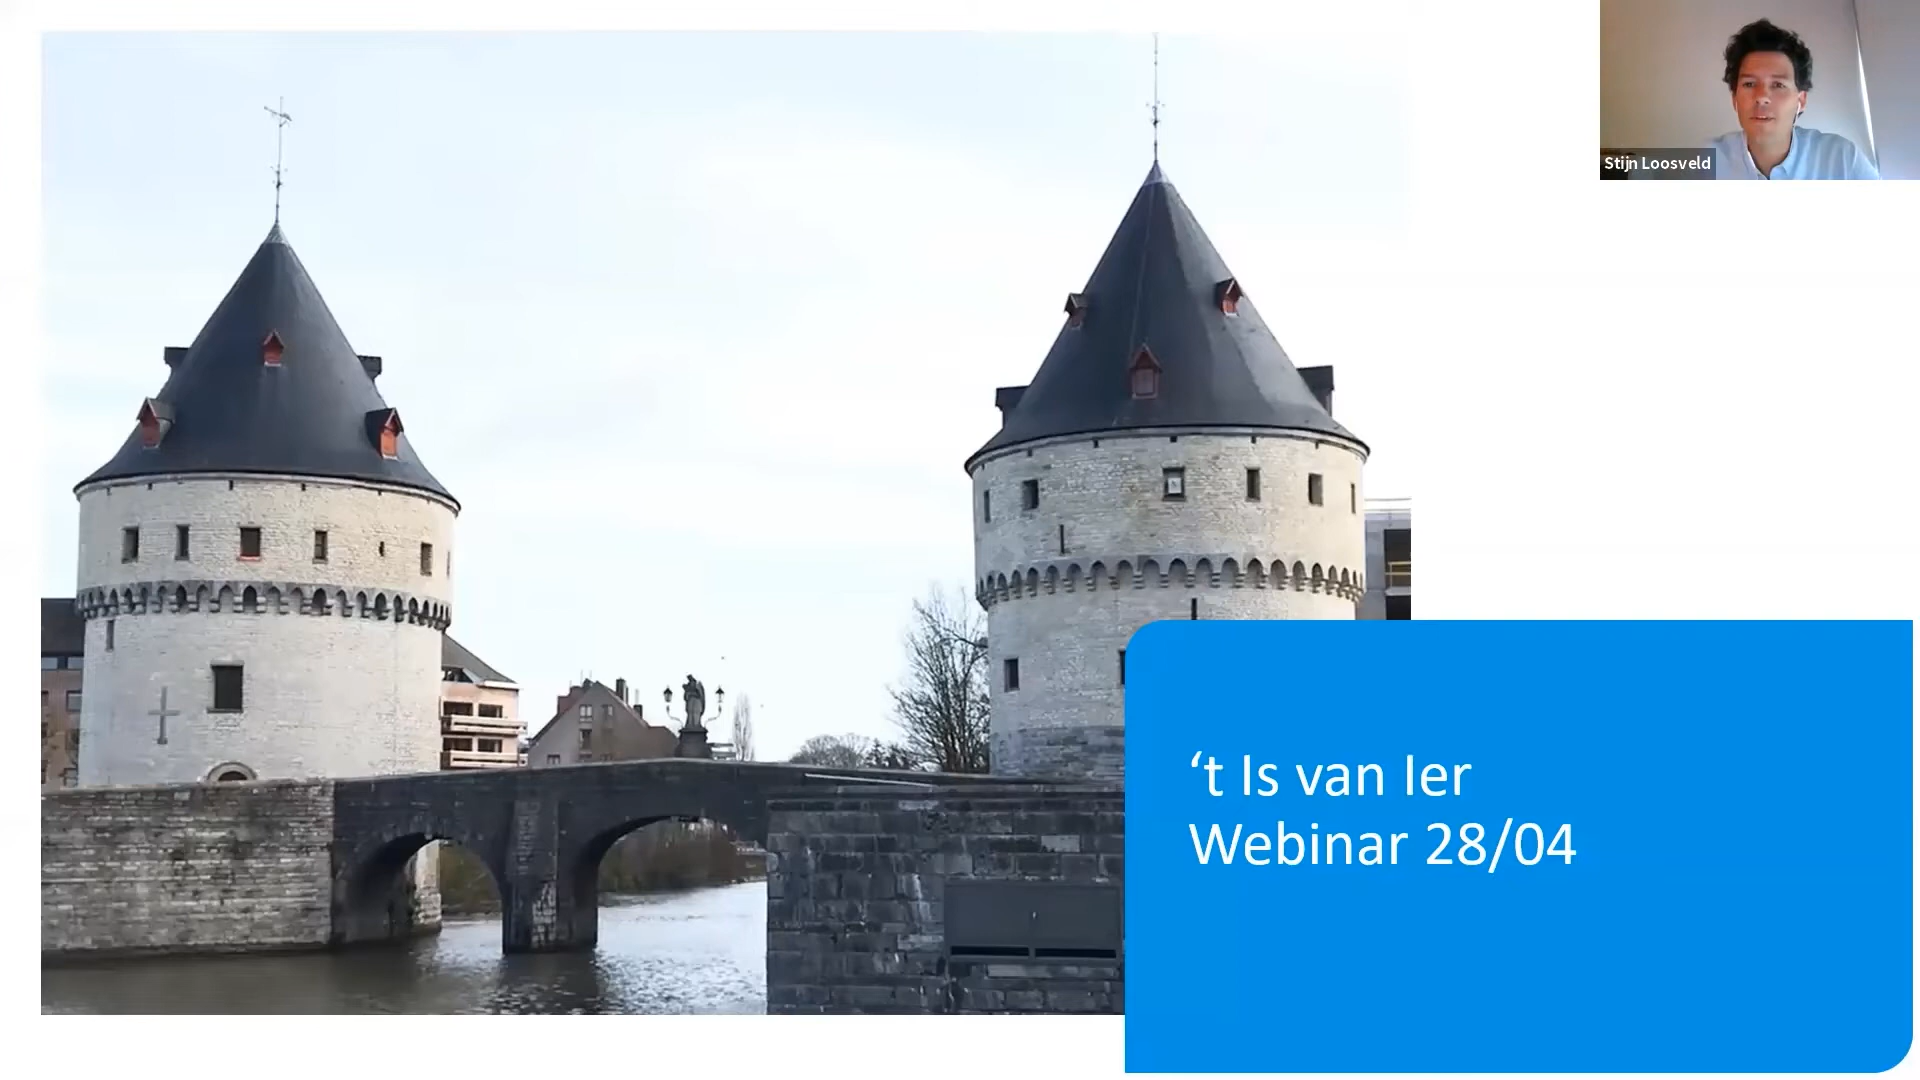 Stijn Loosveld
‘t Is van Ier
Webinar 28/04